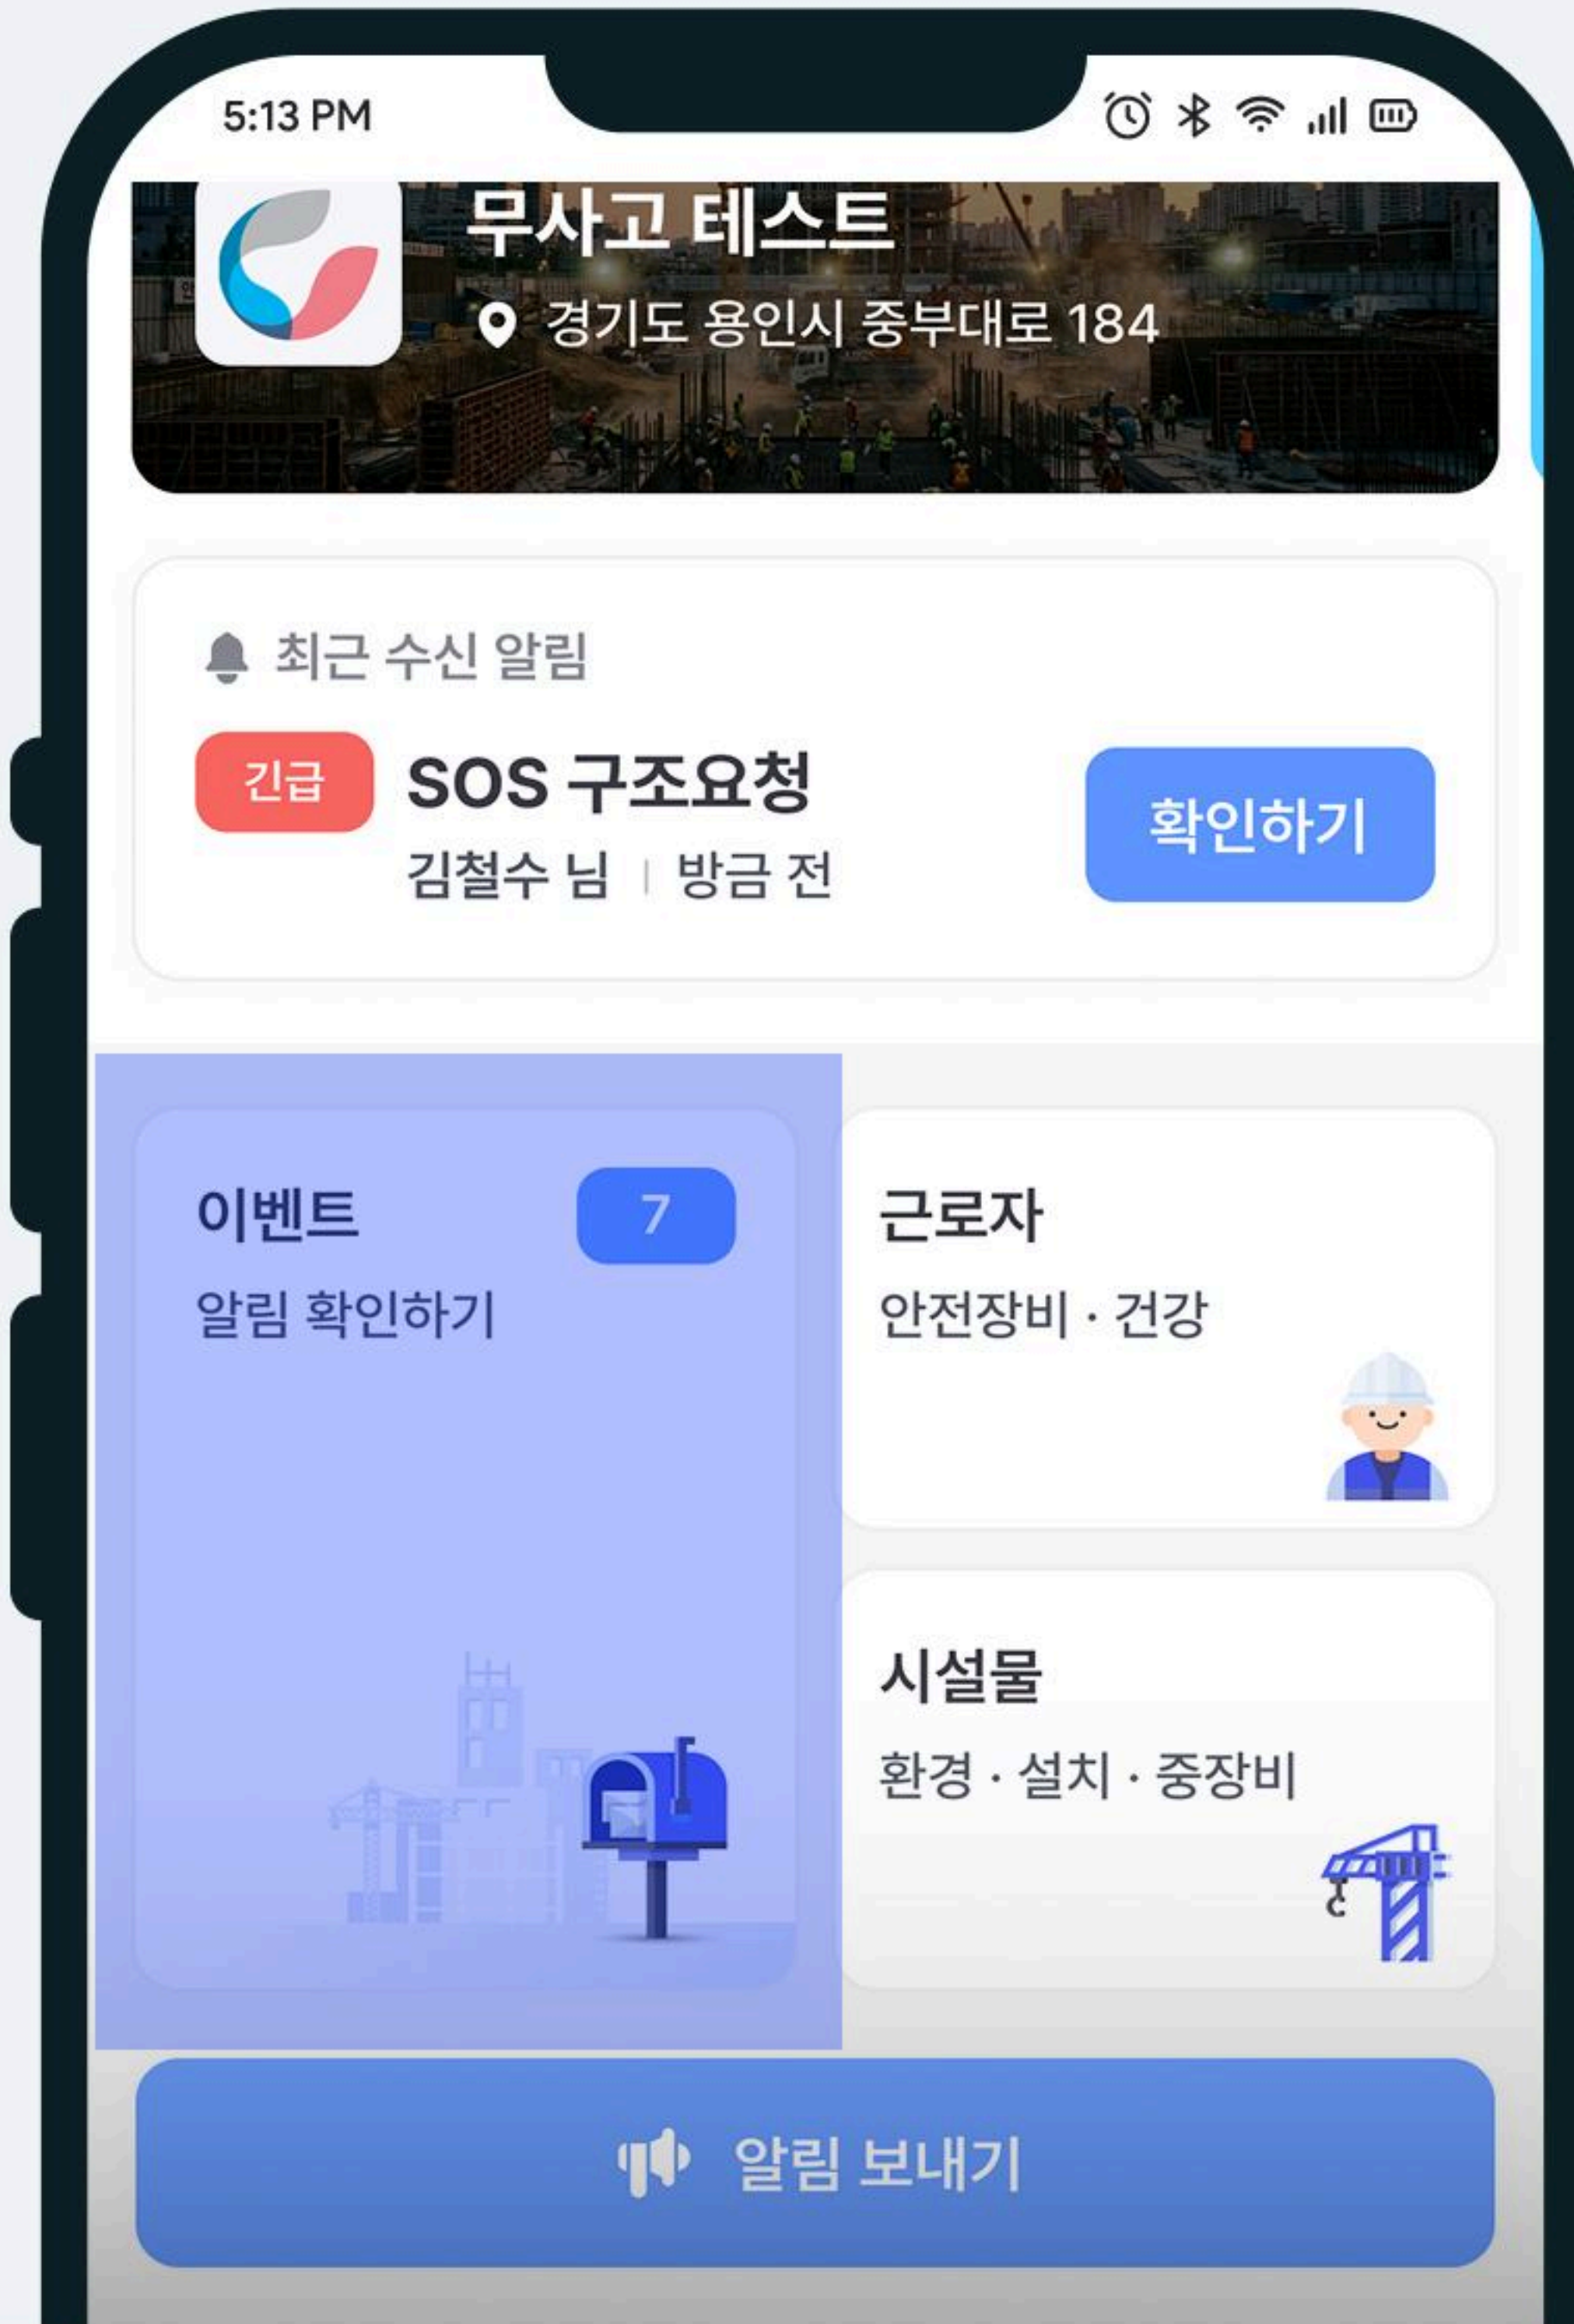 5:13 PM
무사고 테스트
경기도 용인시 중부대로 184
최근 수신 알림
긴급 SOS 구조요청
김철수 님 | 방금 전
확인하기
이벤트 7
알림 확인하기
근로자
안전장비 · 건강
시설물
환경 · 설치 · 중장비
알림 보내기